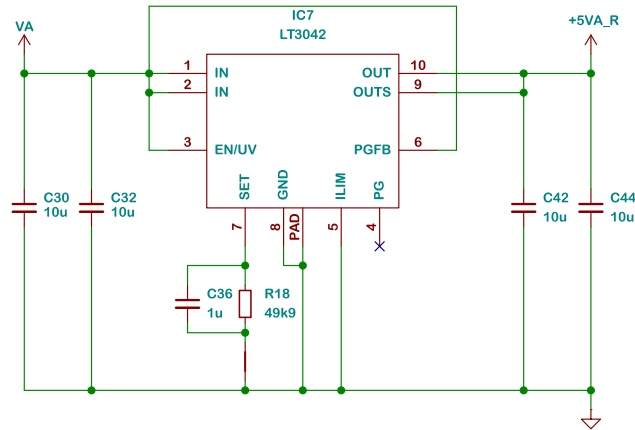 IC7
LT3042
VA
+5VA_R
1
IN
OUT
10
2
IN
OUTS
9
3
EN/UV
PGFB
6
SET
GND
ILIM
PG
7
8
PAD
5
4
C30
10u
C32
10u
C42
10u
C44
10u
C36
1u
R18
49k9